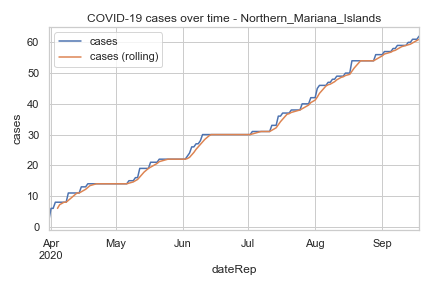 COVID-19 cases over time - Northern_Mariana_Islands
cases
cases (rolling)
cases
60
50
40
30
20
10
0
Apr May Jun Jul Aug Sep
2020
dateRep